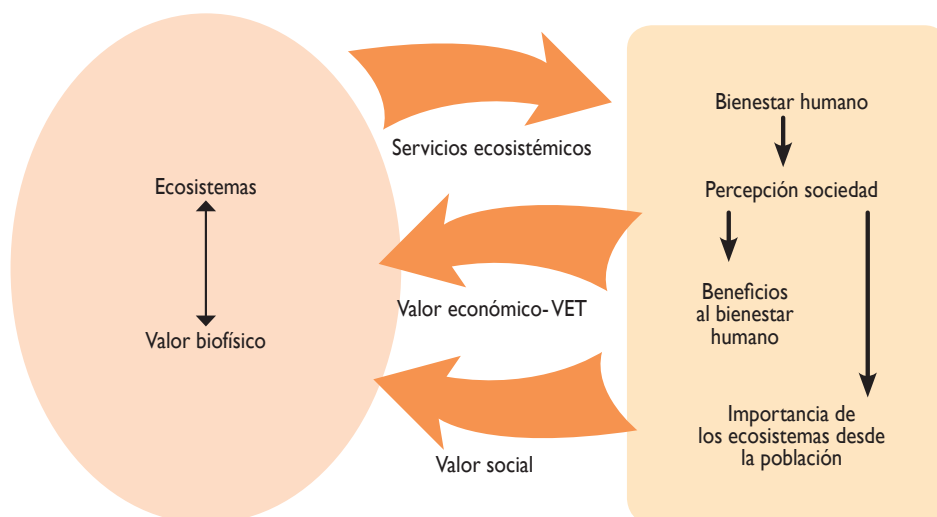 Ecosistemas
Valor biofísico
Servicios ecosistémicos
Valor económico-VET
Valor social
Bienestar humano
Percepción sociedad
Beneficios
al bienestar
humano
Importancia de
los ecosistemas desde
la población